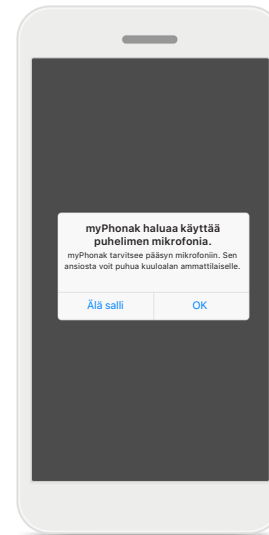 myPhonak haluaa käyttää
puhelimen mikrofonia.
myPhonak tarvitsee pääsyn mikrofoniin. Sen
ansiosta voit puhua kuuloalan ammattilaiselle.
Älä salli
OK